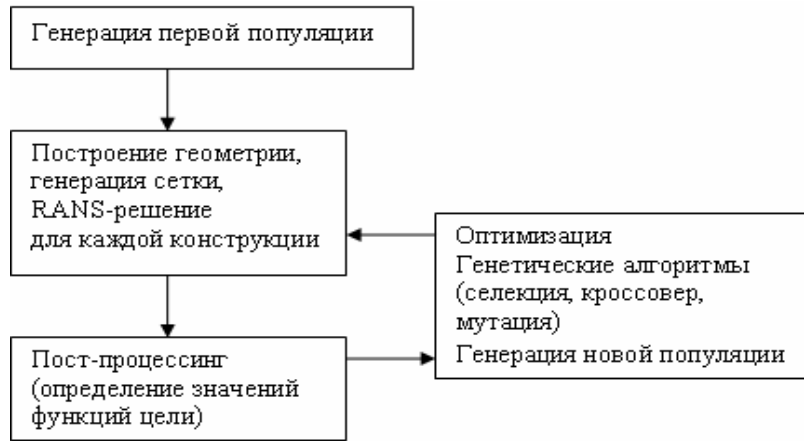 Генерация первой популяции
Построение геометрии,
генерация сетки,
RANS-решение
для каждой конструкции
Оптимизация
Генетические алгоритмы
(селекция, кроссовер,
мутация)
Генерация новой популяции
Пост-процессинг
(определение значений
функций цели)